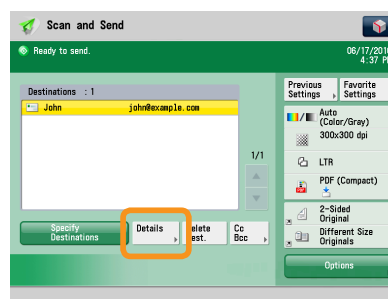 Scan and Send
Ready to send.
06/17/201
4:37 P
Destinations : 1
John john@example.com
1/1
Specify
Destinations
Details
elete
est.
Cc
Bcc
Previous
Settings
Favorite
Settings
Auto
(Color/Gray)
300x300 dpi
LTR
PDF (Compact)
2-Sided
Original
Different Size
Originals
Options